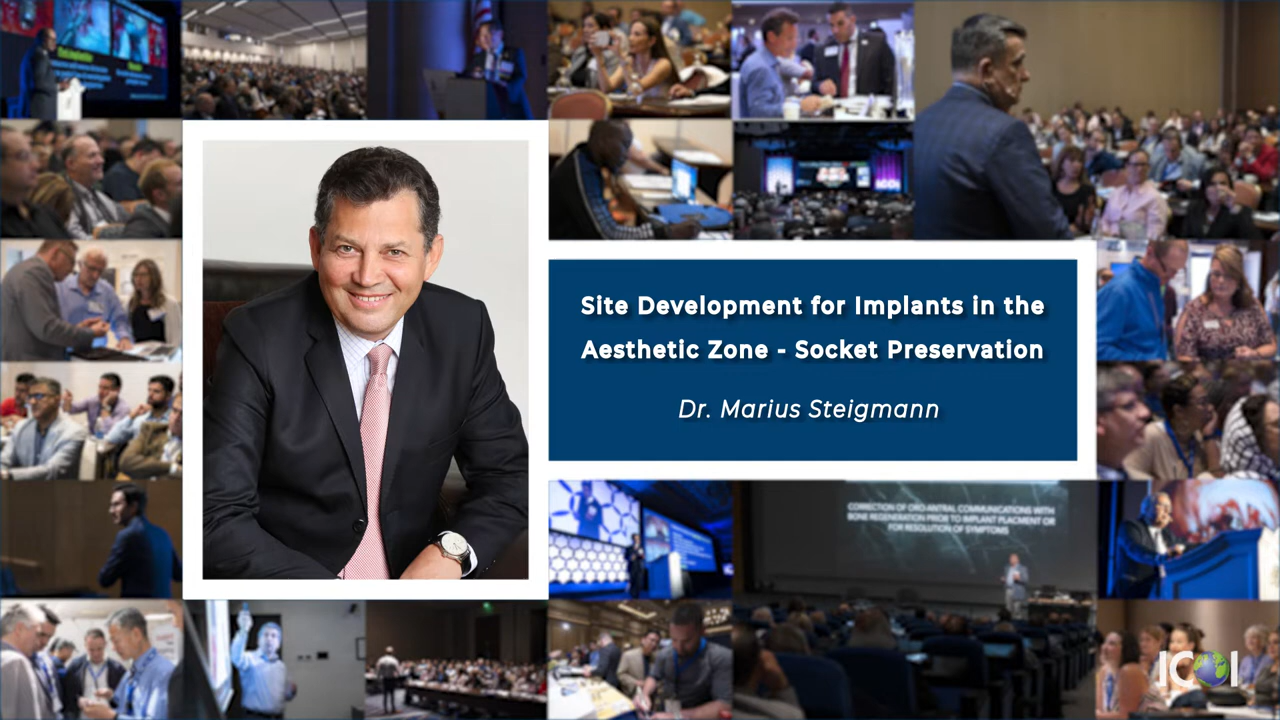 Site Development for Implants in the
Aesthetic Zone - Socket Preservation
Dr. Marius Steigmann
CORRECTION OF ORO-ANTRAL COMMUNICATIONS WITH
BONE REGENERATION PRIOR TO IMPLANT PLACMENT OR
FOR RESOLUTION OF SYMPTOMS
ICOI